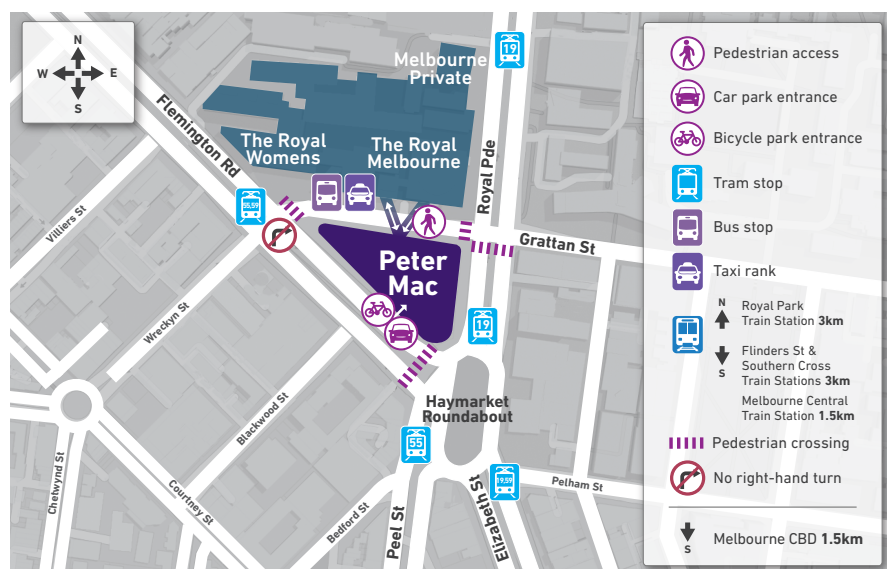 N
W E
S
19
Melbourne
Private
Flemington Rd
The Royal
Womens
The Royal
Melbourne
Royal Pde
55,59
Villiers St
Grattan St
Peter
Mac
Wreckyn St
19
Haymarket
Roundabout
Blackwood St
55
Chetwynd St
Courtney St
Bedford St
Peel St
Elizabeth St
19,59
Pelham St
Pedestrian access
Car park entrance
Bicycle park entrance
Tram stop
Bus stop
Taxi rank
N
Royal Park
Train Station 3km
S
Flinders St &
Southern Cross
Train Stations 3km
Melbourne Central
Train Station 1.5km
Pedestrian crossing
No right-hand turn
S
Melbourne CBD 1.5km